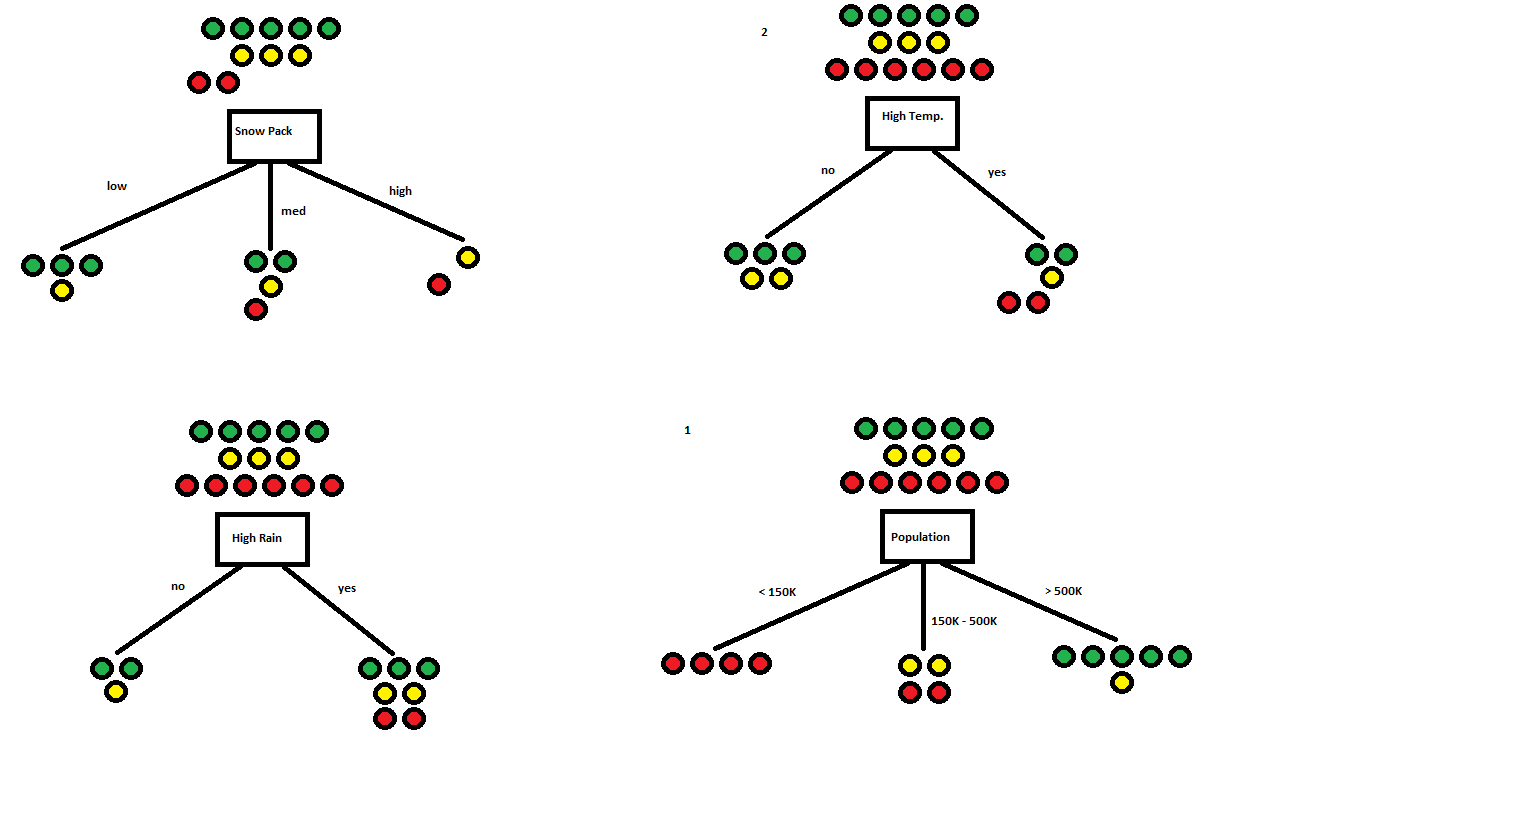 2
High Temp.
Snow Pack
no
yes
low
med
high
1
High Rain
Population
no
yes
< 150K
150K - 500K
> 500K